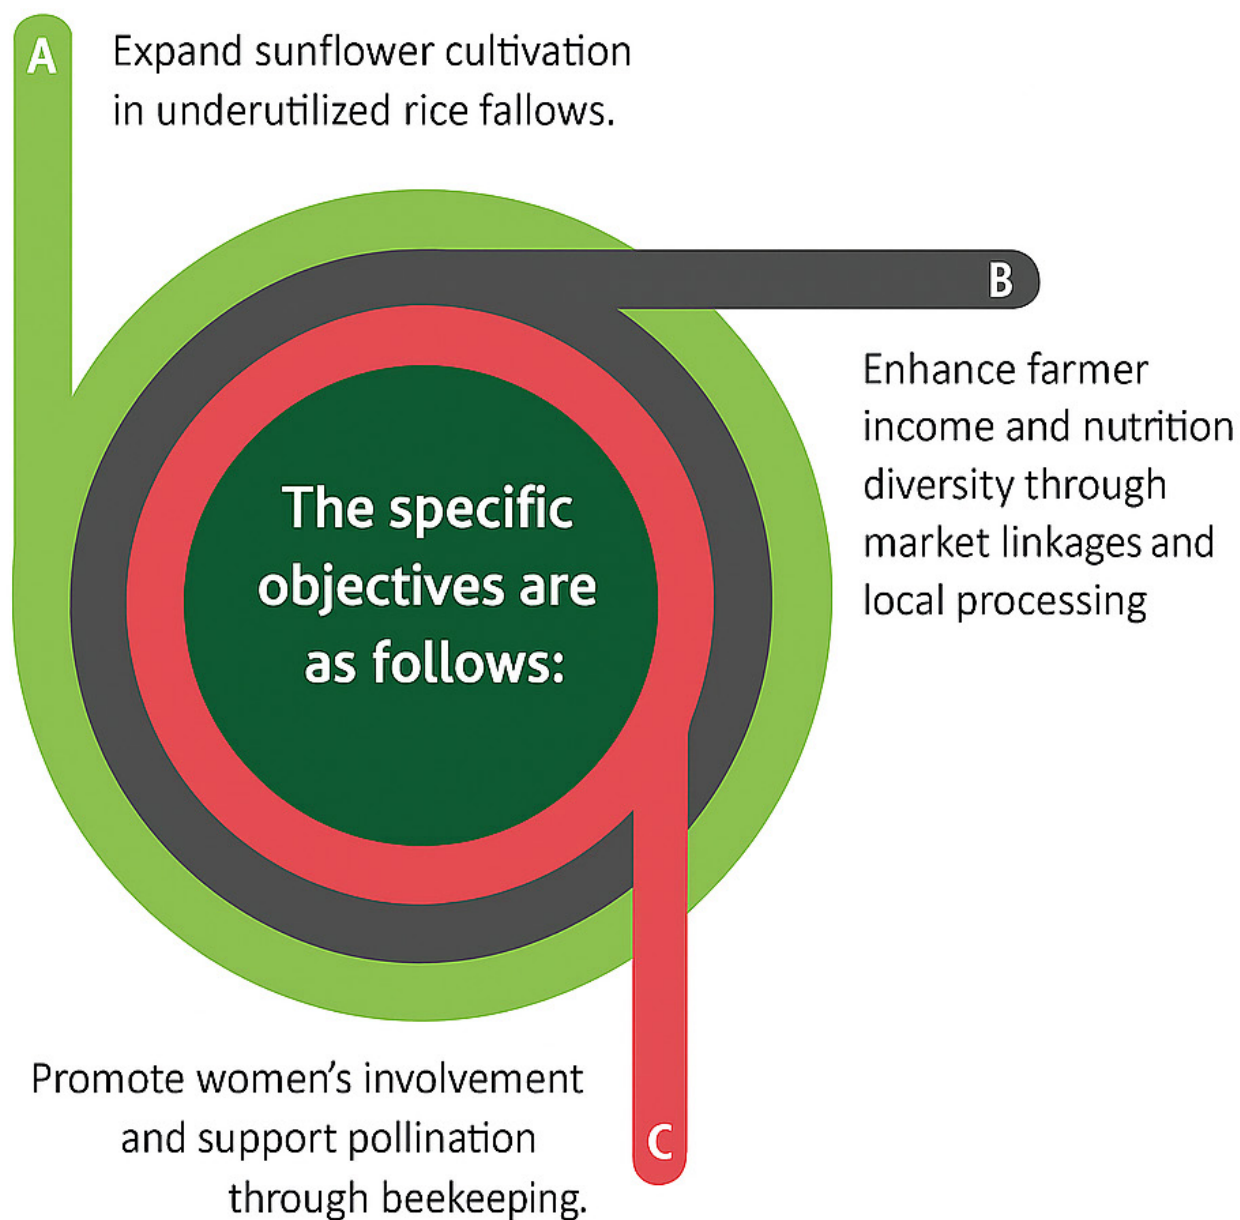 A
Expand sunflower cultivation
in underutilized rice fallows.
B
Enhance farmer
income and nutrition
diversity through
market linkages and
local processing
The specific
objectives are
as follows:
Promote women’s involvement
and support pollination
through beekeeping.
C